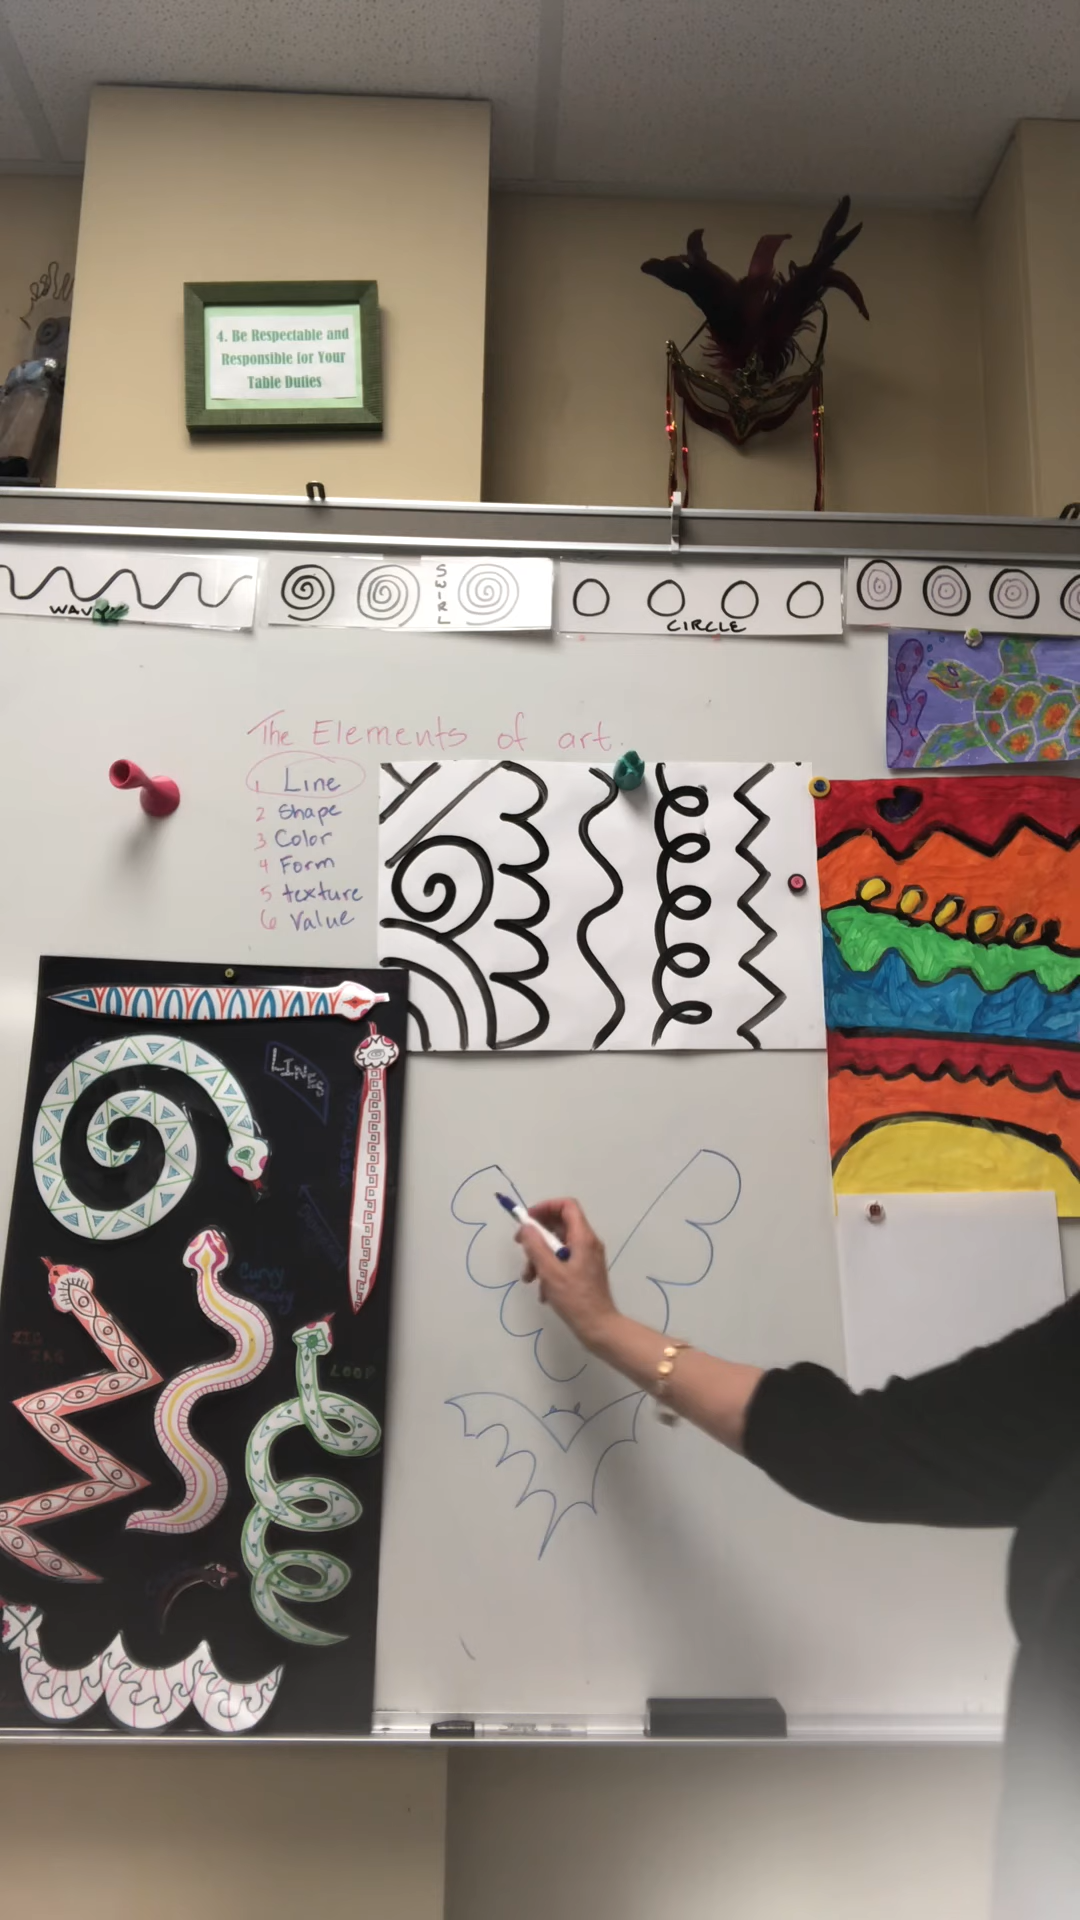 4. Be Respectable and
Responsible for Your
Table Duties
WAVY
SWIRL
CIRCLE
The Elements of art.
1 Line
2 Shape
3 Color
4 Form
5 texture
6 Value
LINES
VERTICAL
Curvy
ZIG
ZAG
LOOP